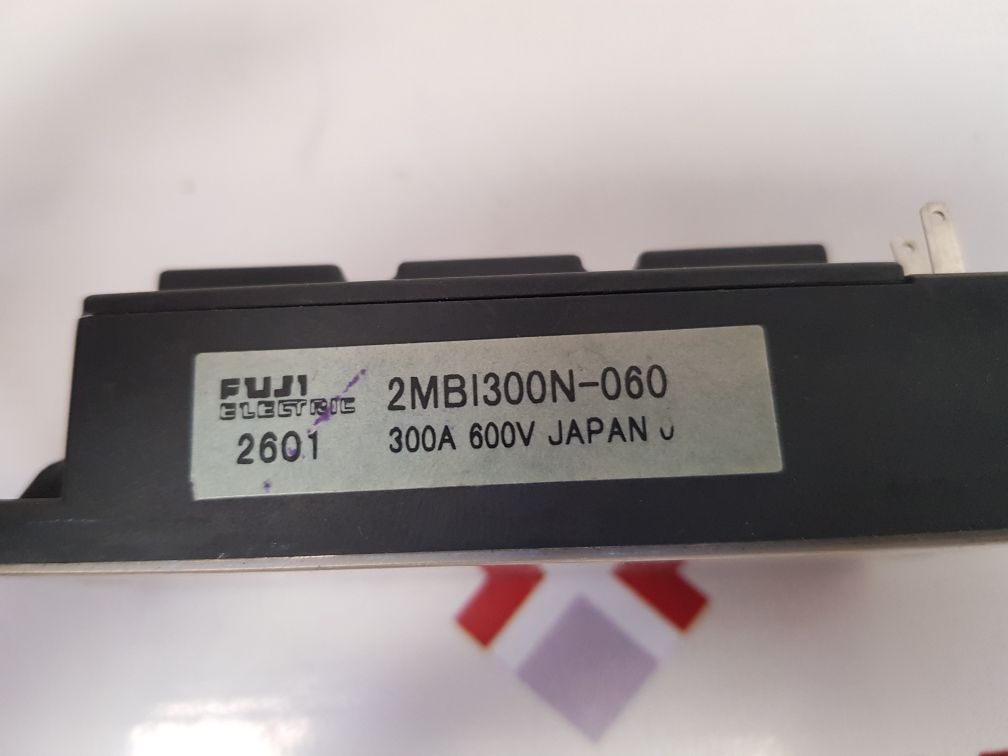 FUJI
ELECTRIC
2MBI300N-060
2601
300A 600V JAPAN